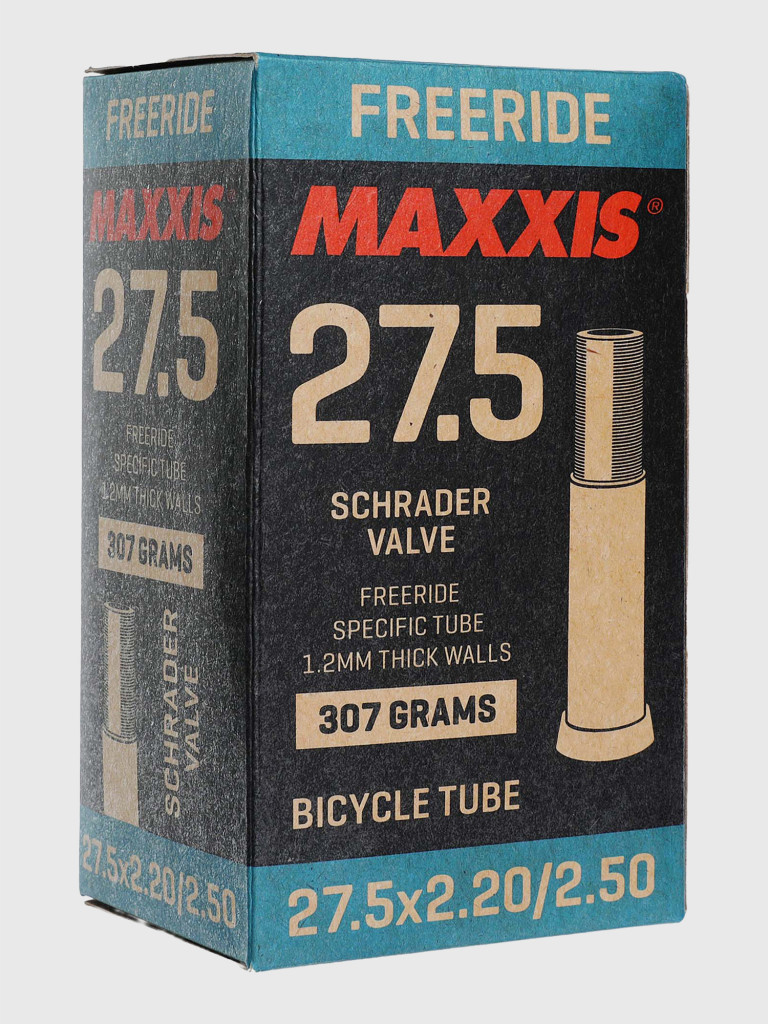 FREERIDE
MAXXIS
27.5
FREERIDE
SPECIFIC TUBE
1.2MM THICK WALLS
307 GRAMS
SCHRADER
VALVE
27.5x2.20/2.50
FREERIDE
MAXXIS®
27.5
SCHRADER
VALVE
FREERIDE
SPECIFIC TUBE
1.2MM THICK WALLS
307 GRAMS
BICYCLE TUBE
27.5x2.20/2.50